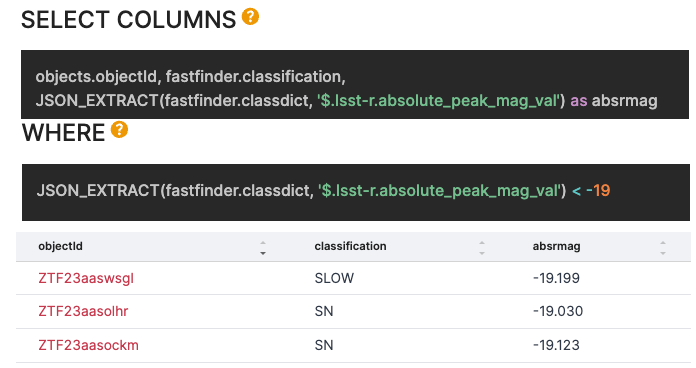 SELECT COLUMNS ?
objects.objectId, fastfinder.classification,
JSON_EXTRACT(fastfinder.classdict, '$.lsst-r.absolute_peak_mag_val') as absrmag
WHERE ?
JSON_EXTRACT(fastfinder.classdict, '$.lsst-r.absolute_peak_mag_val') < -19
objectId classification absrmag
ZTF23aaswsgl SLOW -19.199
ZTF23aasolhr SN -19.030
ZTF23aasockm SN -19.123